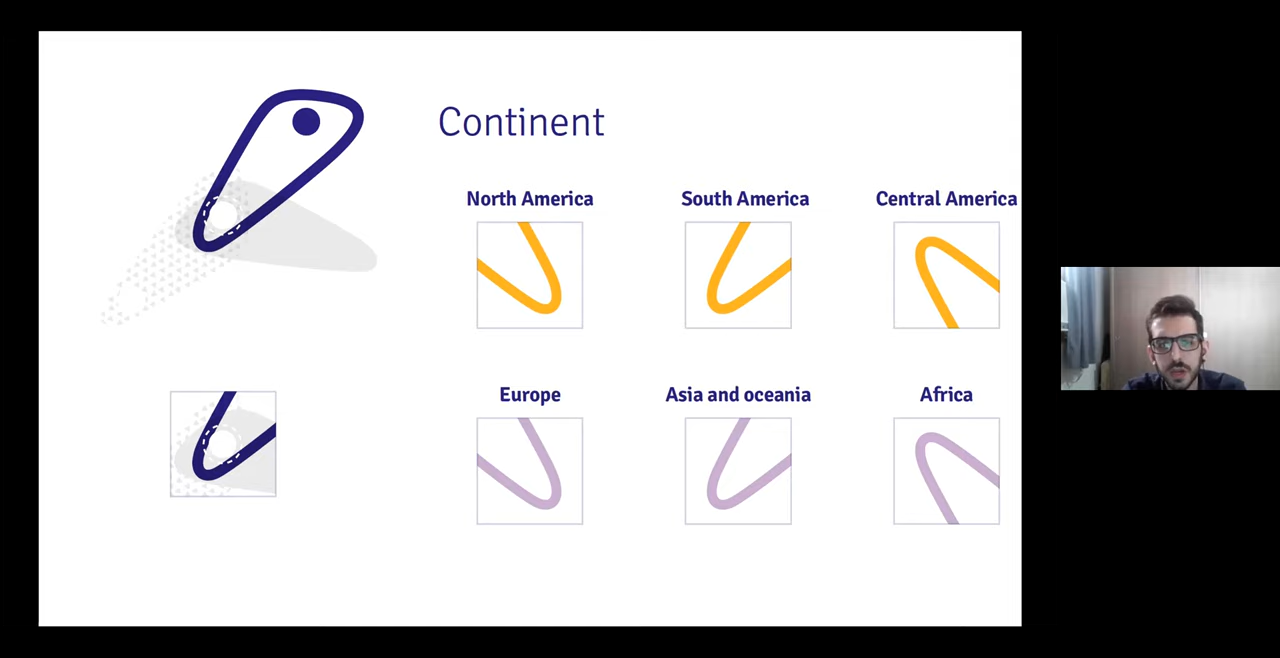 Continent
North America
South America
Central America
Europe
Asia and oceania
Africa